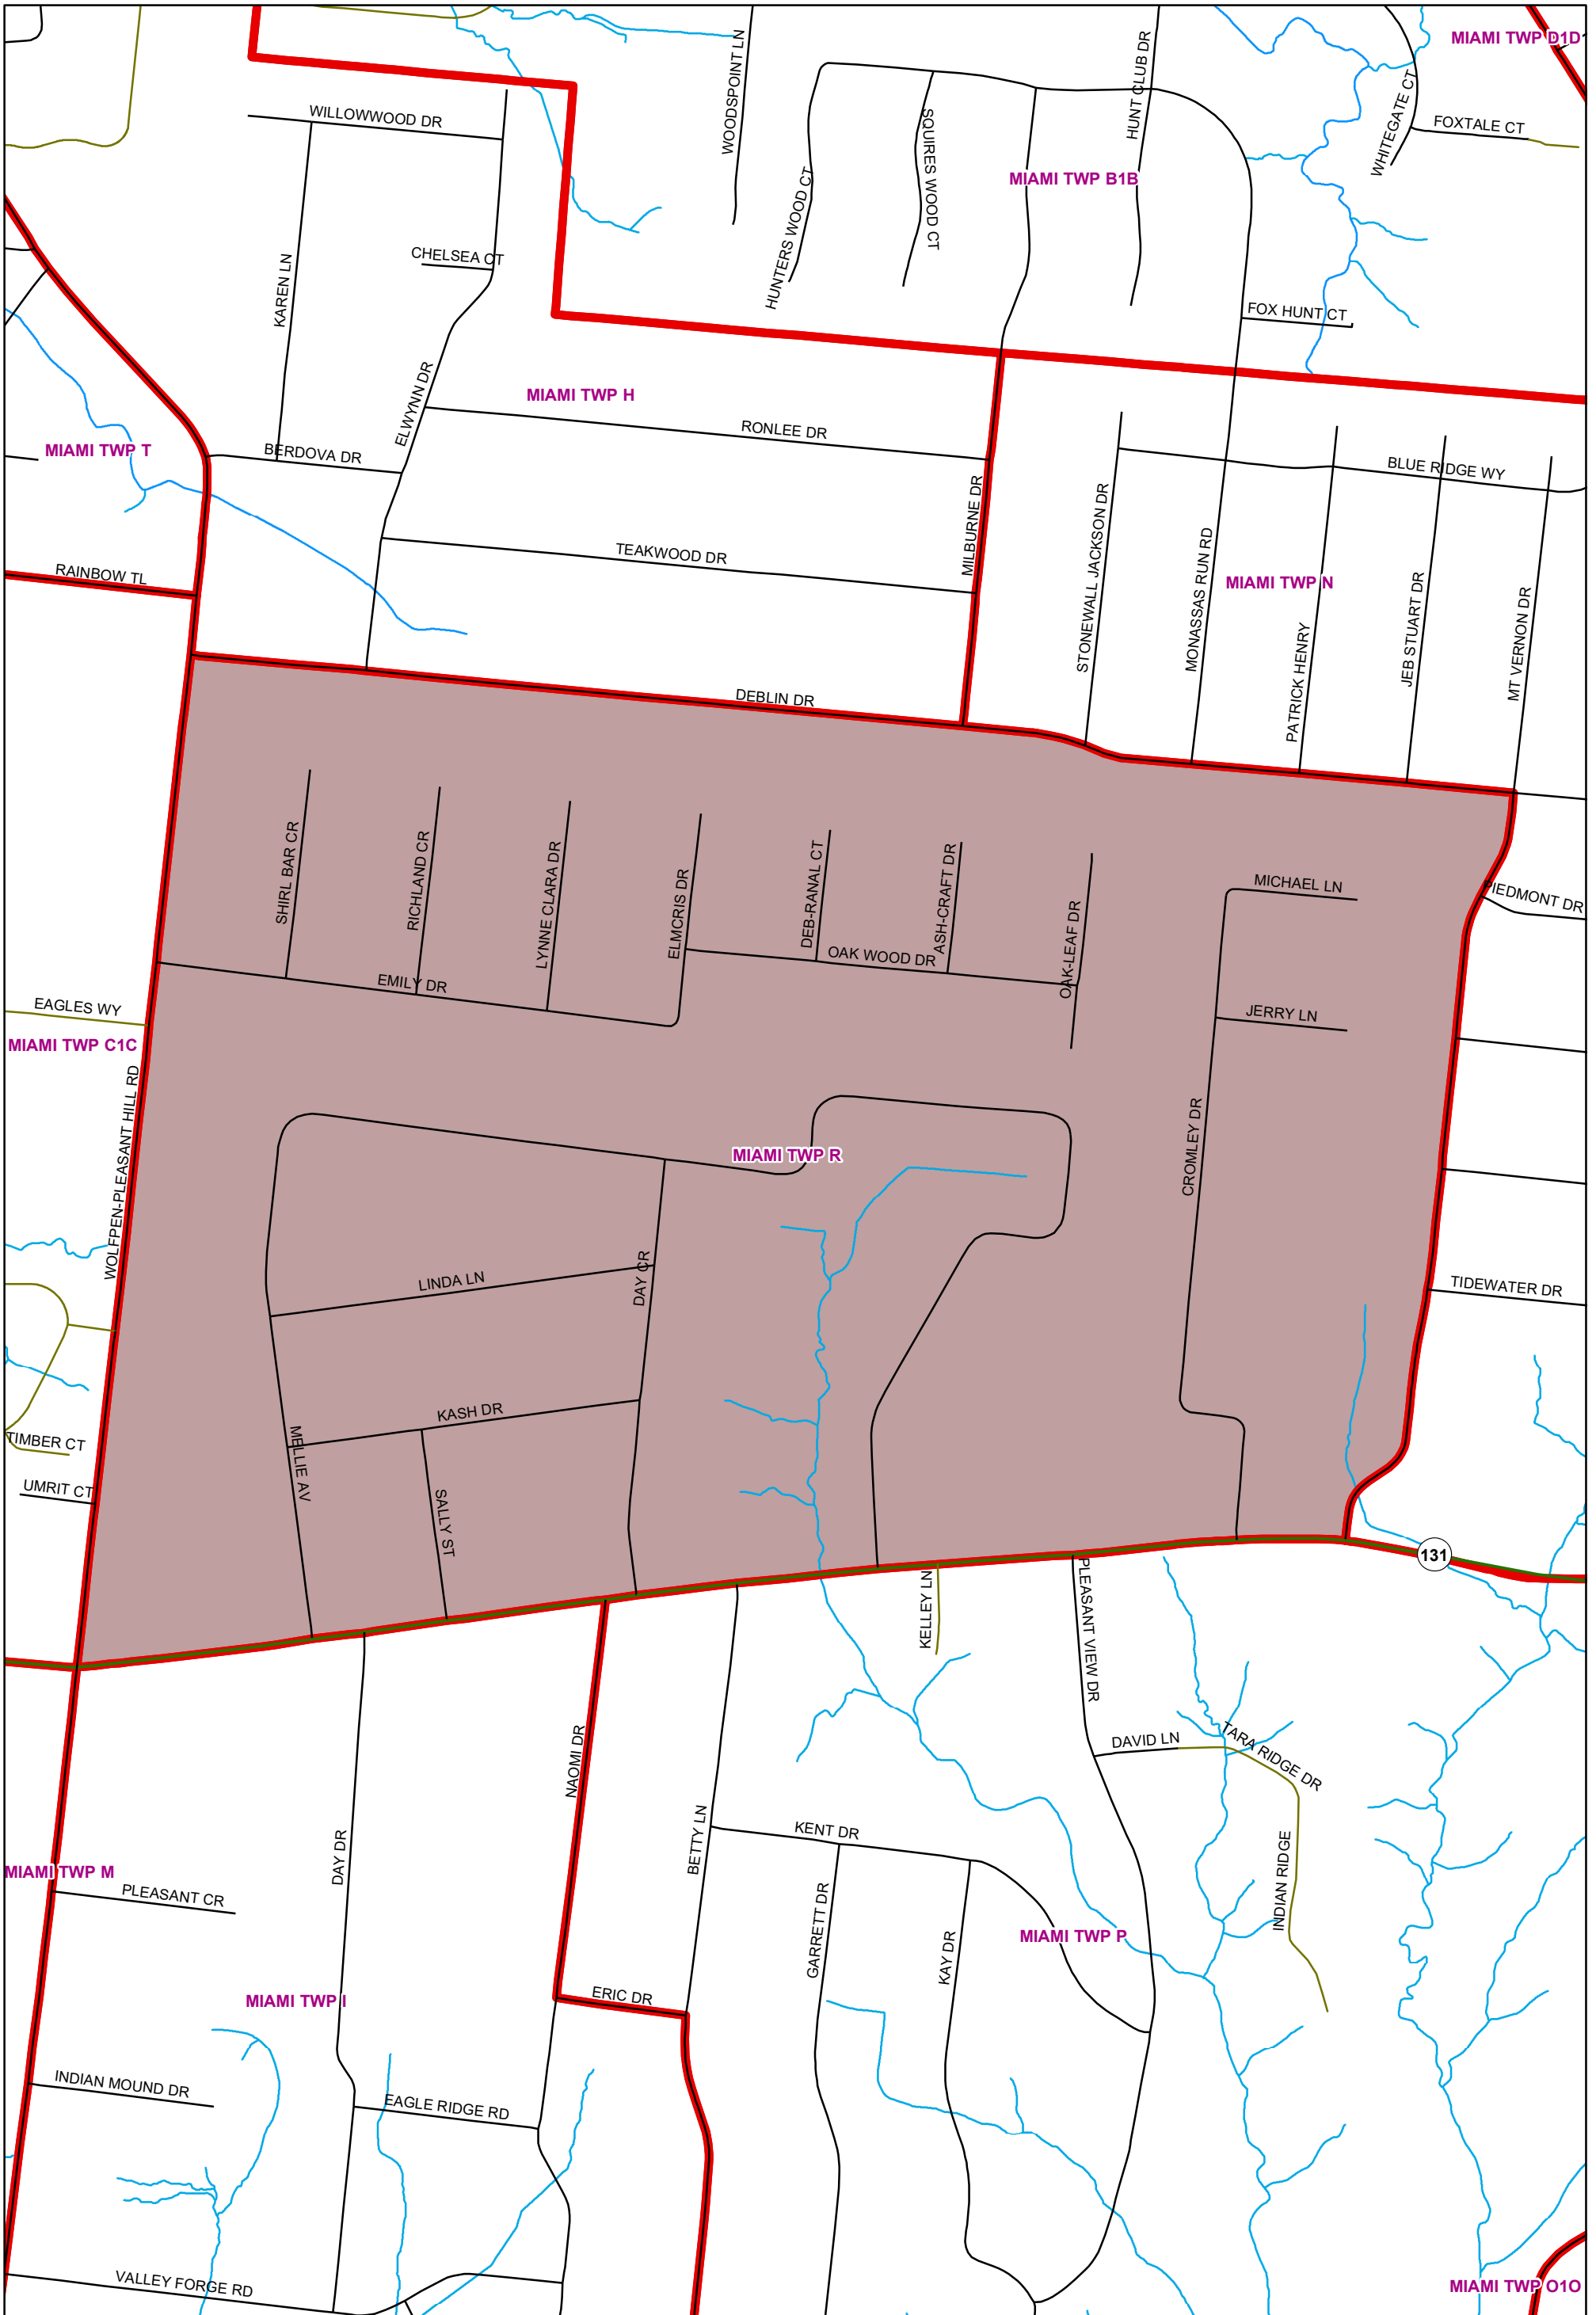 MIAMI TWP D1D
WOODSPOINT LN
HUNT CLUB DR
WHITEGATE CT
FOXTALE CT
WILLOWWOOD DR
SQUIRES WOOD CT
MIAMI TWP B1B
HUNTERS WOOD CT
CHELSEA CT
KAREN LN
FOX HUNT CT
ELWYNN DR
MIAMI TWP H
RONLEE DR
MIAMI TWP T
BERDOVA DR
BLUE RIDGE WY
MILBURNE DR
STONEWALL JACKSON DR
MONASSAS RUN RD
TEAKWOOD DR
RAINBOW TL
MIAMI TWP N
PATRICK HENRY
JEB STUART DR
MT VERNON DR
DEBLIN DR
SHIRL BAR CR
RICHLAND CR
LYNNE CLARA DR
ELMCRIS DR
DEB-RANAL CT
ASH-CRAFT DR
OAK-LEAF DR
MICHAEL LN
PIEDMONT DR
OAK WOOD DR
EMILY DR
EAGLES WY
JERRY LN
MIAMI TWP C1C
WOLFPEN-PLEASANT HILL RD
CROMLEY DR
MIAMI TWP R
LINDA LN
DAY CR
TIDEWATER DR
KASH DR
MELLIE AV
TIMBER CT
UMRIT CT
SALLY ST
131
KELLEY LN
PLEASANT VIEW DR
NAOMI DR
DAVID LN
TARA RIDGE DR
BETTY LN
KENT DR
DAY DR
INDIAN RIDGE
MIAMI TWP M
PLEASANT CR
GARRETT DR
KAY DR
MIAMI TWP P
MIAMI TWP I
ERIC DR
INDIAN MOUND DR
EAGLE RIDGE RD
VALLEY FORGE RD
MIAMI TWP O1O